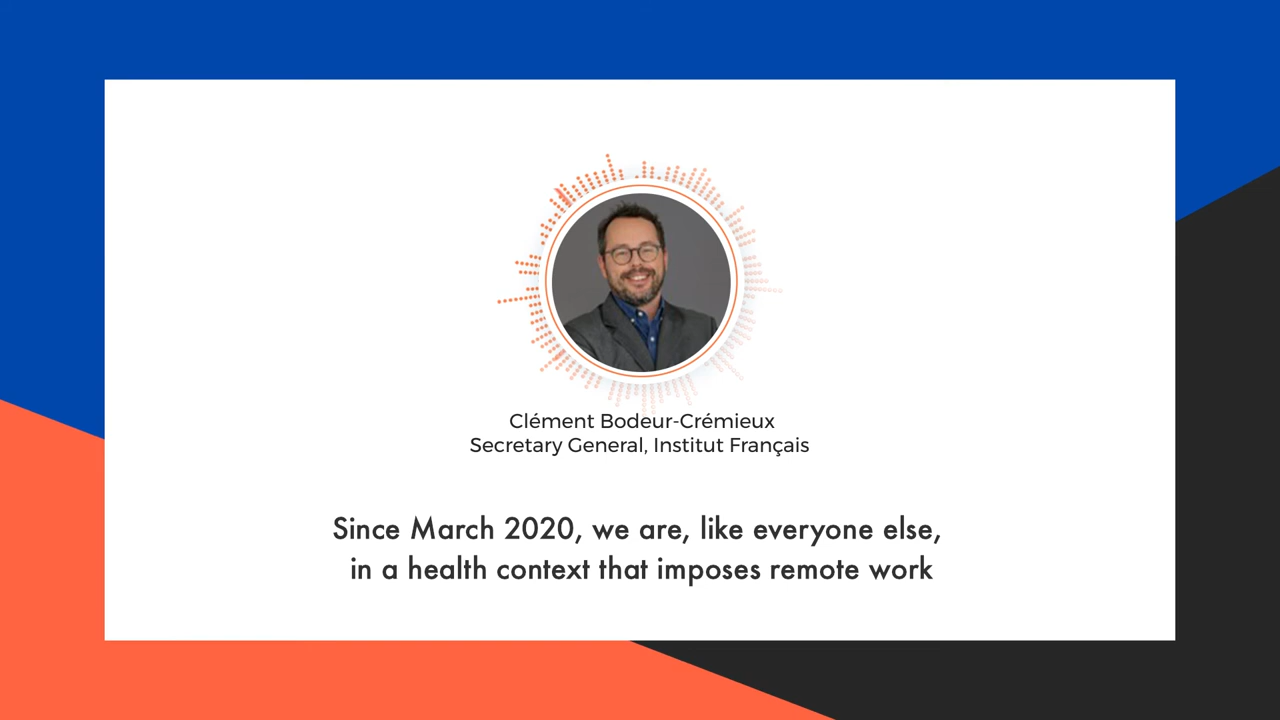 Clément Bodeur-Crémieux
Secretary General, Institut Français
Since March 2020, we are, like everyone else,
in a health context that imposes remote work